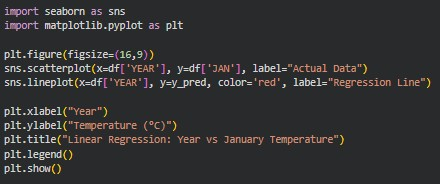 import seaborn as sns
import matplotlib.pyplot as plt
plt.figure(figsize=(16,9))
sns.scatterplot(x=df['YEAR'], y=df['JAN'], label="Actual Data")
sns.lineplot(x=df['YEAR'], y=y_pred, color='red', label="Regression Line")
plt.xlabel("Year")
plt.ylabel("Temperature (°C)")
plt.title("Linear Regression: Year vs January Temperature")
plt.legend()
plt.show()